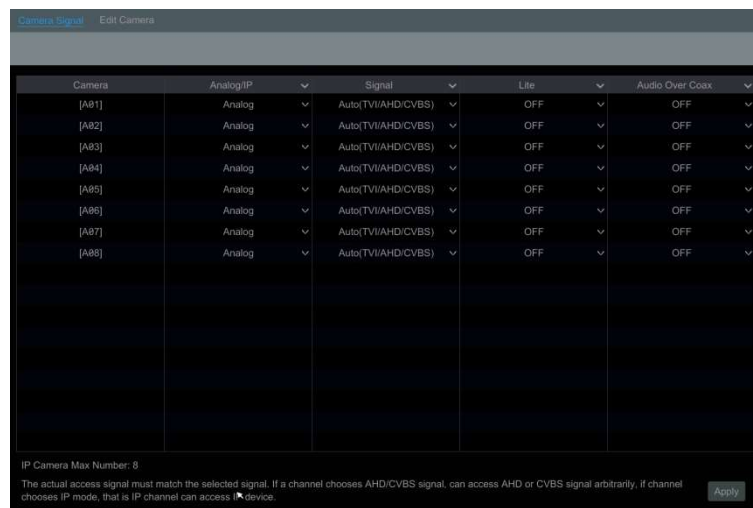 Camera Signal Edit Camera
Camera Analog/IP Signal Lite Audio Over Coax
[A01] Analog Auto(TVI/AHD/CVBS) OFF OFF
[A02] Analog Auto(TVI/AHD/CVBS) OFF OFF
[A03] Analog Auto(TVI/AHD/CVBS) OFF OFF
[A04] Analog Auto(TVI/AHD/CVBS) OFF OFF
[A05] Analog Auto(TVI/AHD/CVBS) OFF OFF
[A06] Analog Auto(TVI/AHD/CVBS) OFF OFF
[A07] Analog Auto(TVI/AHD/CVBS) OFF OFF
[A08] Analog Auto(TVI/AHD/CVBS) OFF OFF
IP Camera Max Number: 8
The actual access signal must match the selected signal. If a channel chooses AHD/CVBS signal, can access AHD or CVBS signal arbitrarily, if channel
chooses IP mode, that is IP channel can access IP device.
Apply